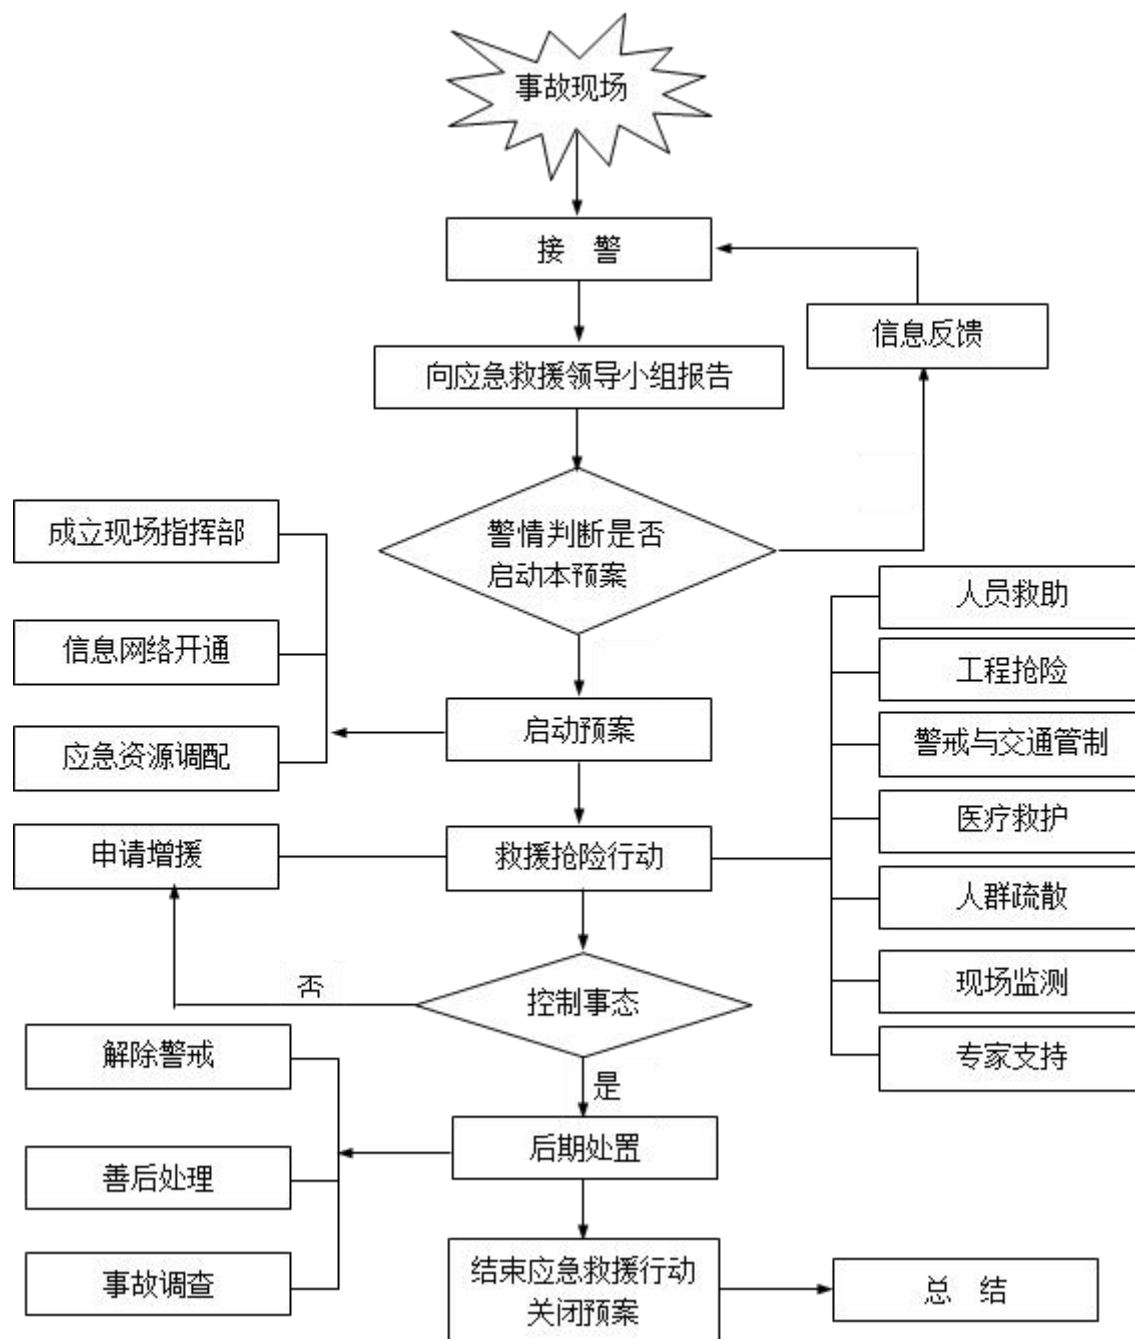 事故现场
接 警
信息反馈
向应急救援领导小组报告
成立现场指挥部
警情判断是否
启动本预案
人员救助
信息网络开通
工程抢险
启动预案
警戒与交通管制
应急资源调配
医疗救护
申请增援
救援抢险行动
人群疏散
否
控制事态
现场监测
解除警戒
专家支持
是
后期处置
善后处理
结束应急救援行动
关闭预案
事故调查
总 结